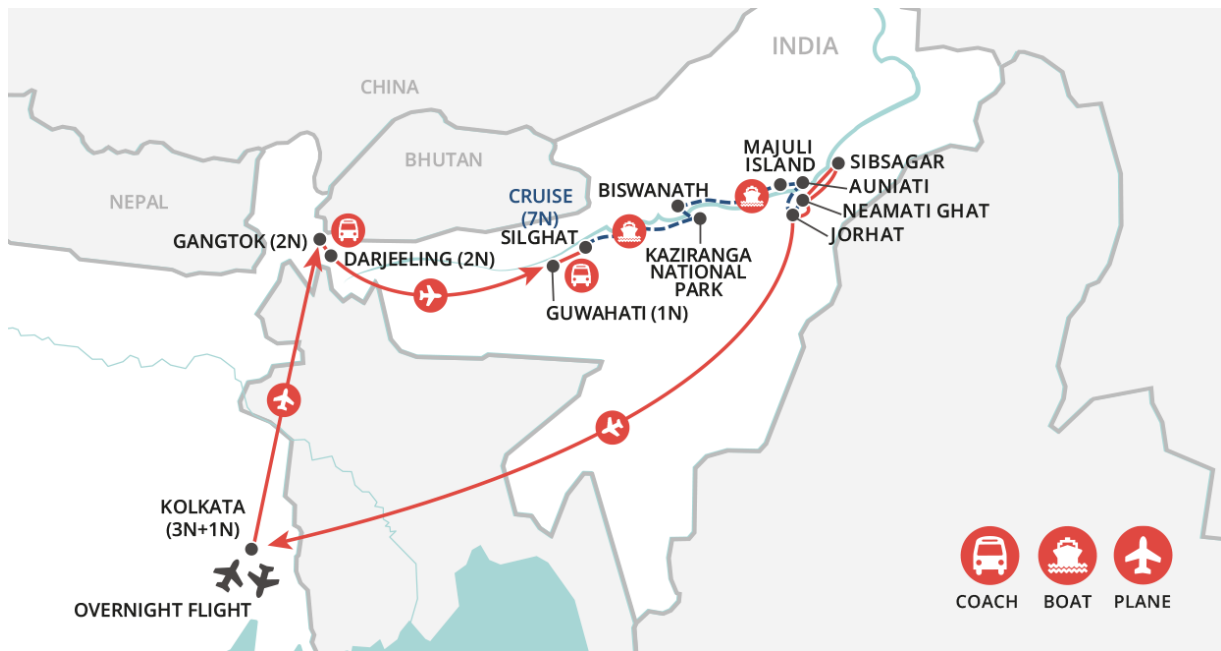 INDIA
CHINA
BHUTAN
NEPAL
MAJULI
ISLAND
SIBSAGAR
AUNIATI
NEAMATI GHAT
JORHAT
BISWANATH
CRUISE
(7N)
SILGHAT
KAZIRANGA
NATIONAL
PARK
GANGTOK (2N)
DARJEELING (2N)
GUWAHATI (1N)
KOLKATA
(3N+1N)
OVERNIGHT FLIGHT
COACH
BOAT
PLANE